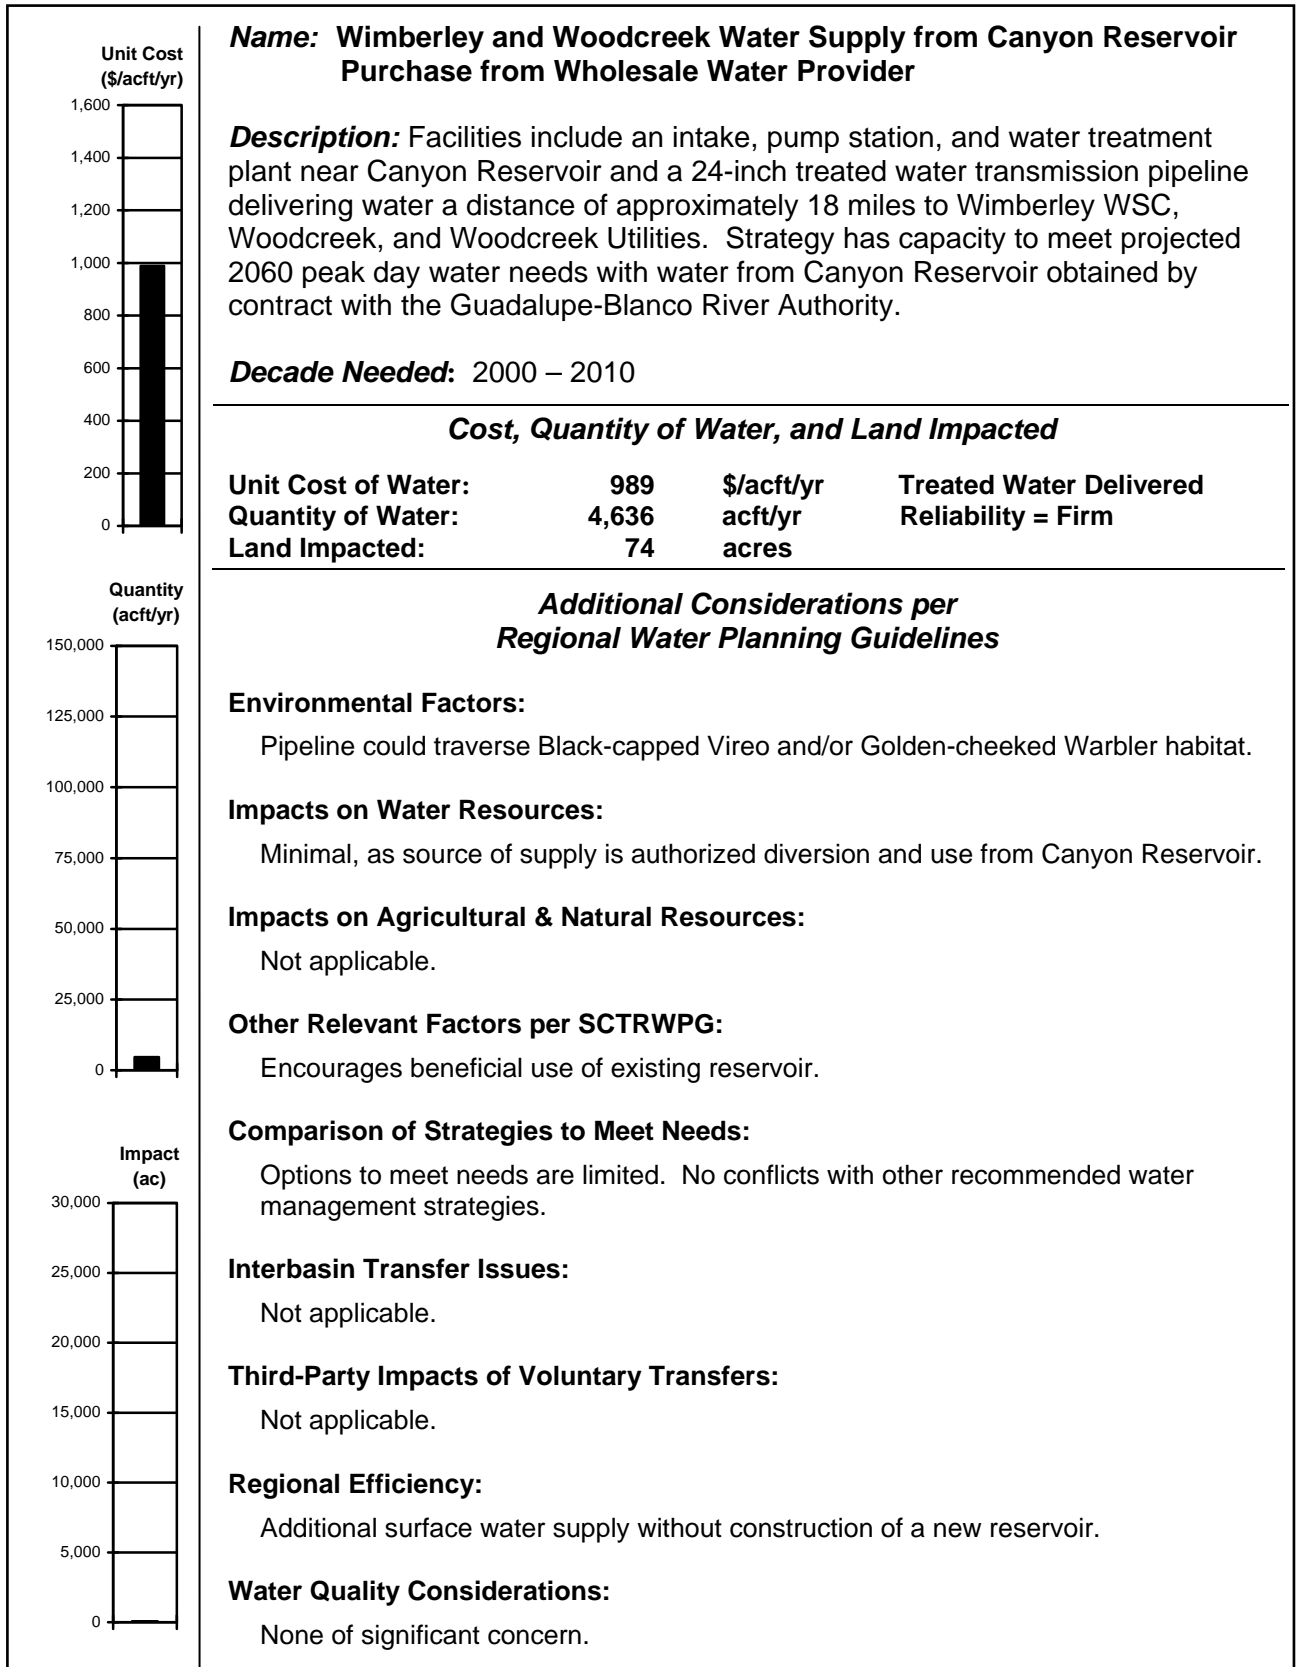 Unit Cost
($/acft/yr)
1,600
1,400
1,200
1,000
800
600
400
200
0
Quantity
(acft/yr)
150,000
125,000
100,000
75,000
50,000
25,000
0
Impact
(ac)
30,000
25,000
20,000
15,000
10,000
5,000
0
Name: Wimberley and Woodcreek Water Supply from Canyon Reservoir
Purchase from Wholesale Water Provider
Description: Facilities include an intake, pump station, and water treatment
plant near Canyon Reservoir and a 24-inch treated water transmission pipeline
delivering water a distance of approximately 18 miles to Wimberley WSC,
Woodcreek, and Woodcreek Utilities. Strategy has capacity to meet projected
2060 peak day water needs with water from Canyon Reservoir obtained by
contract with the Guadalupe-Blanco River Authority.
Decade Needed: 2000 – 2010
Cost, Quantity of Water, and Land Impacted
Unit Cost of Water: 989 $/acft/yr Treated Water Delivered
Quantity of Water: 4,636 acft/yr Reliability = Firm
Land Impacted: 74 acres
Additional Considerations per
Regional Water Planning Guidelines
Environmental Factors:
Pipeline could traverse Black-capped Vireo and/or Golden-cheeked Warbler habitat.
Impacts on Water Resources:
Minimal, as source of supply is authorized diversion and use from Canyon Reservoir.
Impacts on Agricultural & Natural Resources:
Not applicable.
Other Relevant Factors per SCTRWPG:
Encourages beneficial use of existing reservoir.
Comparison of Strategies to Meet Needs:
Options to meet needs are limited. No conflicts with other recommended water
management strategies.
Interbasin Transfer Issues:
Not applicable.
Third-Party Impacts of Voluntary Transfers:
Not applicable.
Regional Efficiency:
Additional surface water supply without construction of a new reservoir.
Water Quality Considerations:
None of significant concern.